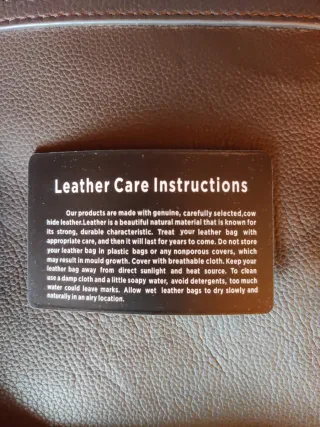 Leather Care Instructions
Our products are made with genuine, carefully selected,cow
hide leather.Leather is a beautiful natural material that is known for
its strong, durable characteristic. Treat your leather bag with
appropriate care, and then it will last for years to come. Do not store
your leather bag in plastic bags or any nonporous covers, which
may result in mould growth. Cover with breathable cloth. Keep your
leather bag away from direct sunlight and heat source. To clean
use a damp cloth and a little soapy water, avoid detergents, too much
water could leave marks. Allow wet leather bags to dry slowly and
naturally in an airy location.